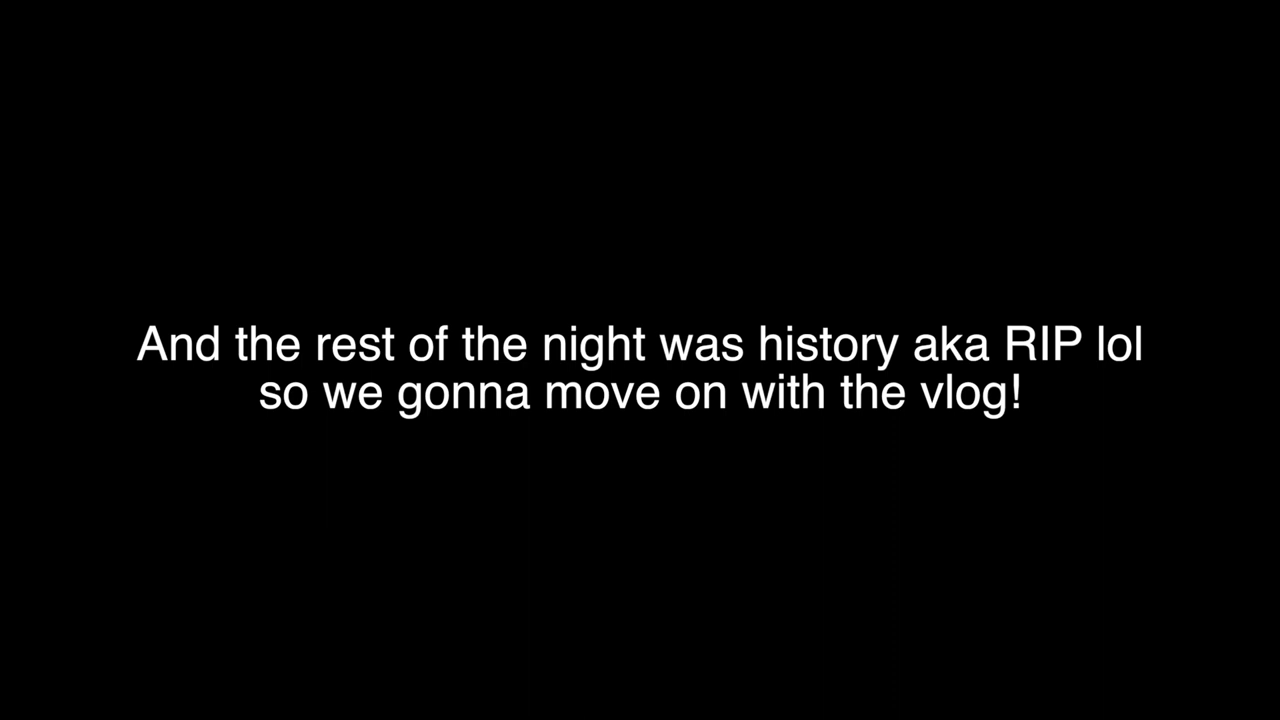 And the rest of the night was history aka RIP lol
so we gonna move on with the vlog!